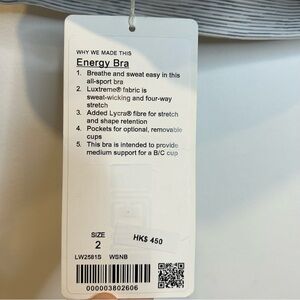 WHY WE MADE THIS
Energy Bra
1. Breathe and sweat easy in this
all-sport bra
2. Luxtreme® fabric is
sweat-wicking and four-way
stretch
3. Added Lycra® fibre for stretch
and shape retention
4. Pockets for optional, removable
cups
5. This bra is intended to provide
medium support for a B/C cup
SIZE
2
HK$ 450
LW2581S WSNB
000003802606